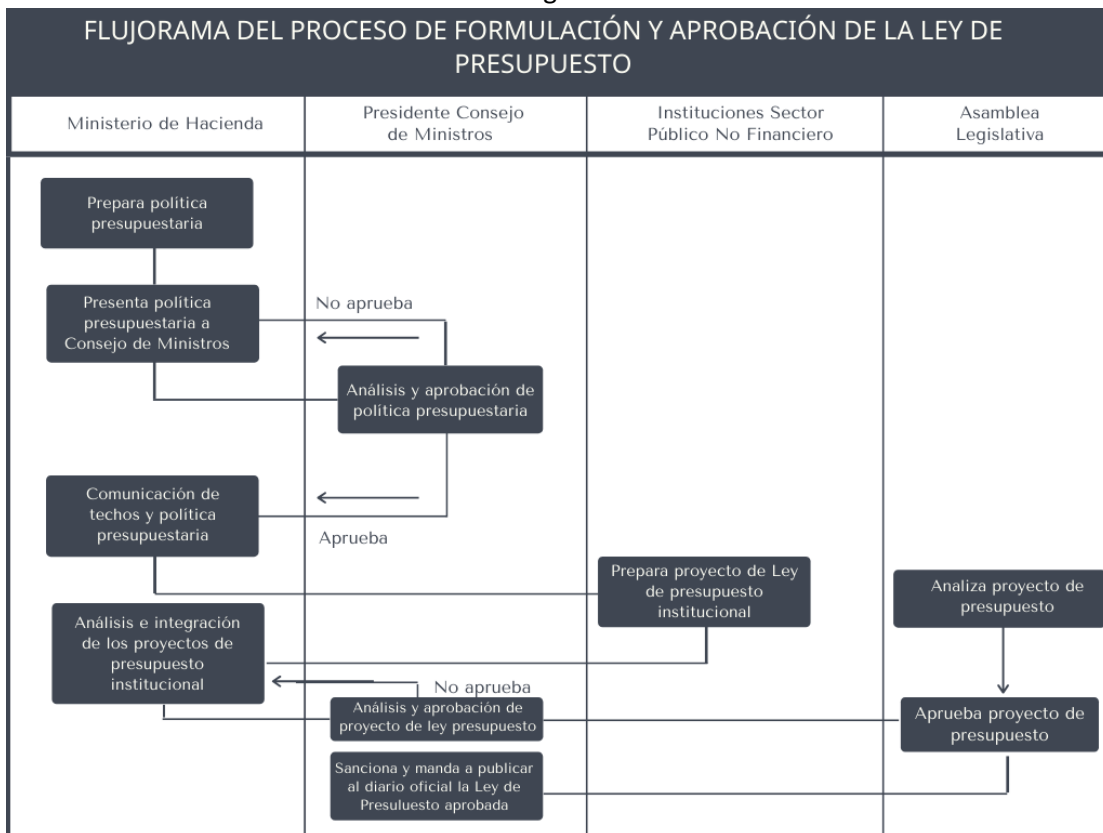 FLUJORAMA DEL PROCESO DE FORMULACIÓN Y APROBACIÓN DE LA LEY DE
PRESUPUESTO
Ministerio de Hacienda
Presidente Consejo
de Ministros
Instituciones Sector
Público No Financiero
Asamblea
Legislativa
Prepara política
presupuestaria
Presenta política
presupuestaria a
Consejo de Ministros
No aprueba
Análisis y aprobación de
política presupuestaria
Comunicación de
techos y política
presupuestaria
Aprueba
Prepara proyecto de Ley
de presupuesto
institucional
Analiza proyecto de
presupuesto
Análisis e integración
de los proyectos de
presupuesto
institucional
No aprueba
Análisis y aprobación de
proyecto de ley presupuesto
Aprueba proyecto de
presupuesto
Sanciona y manda a publicar
al diario oficial la Ley de
Presuluesto aprobada